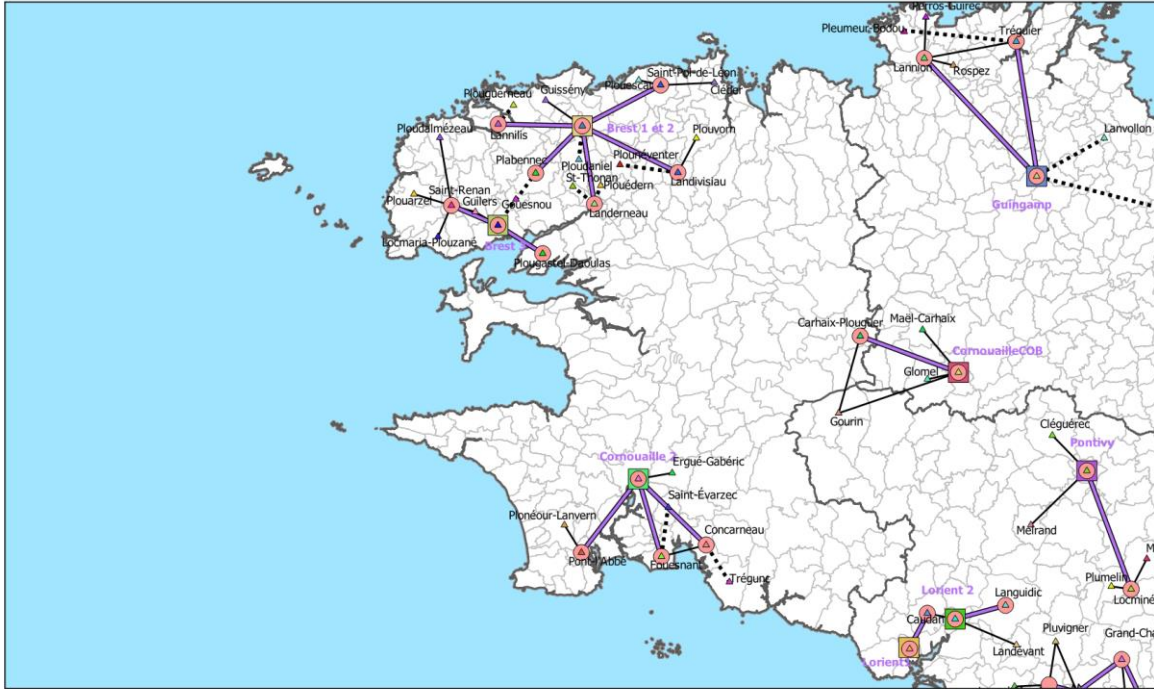 Perros-Guirec
Pleumeur-Bodou
Tréguier
Lannion
Rospez
Saint-Pol-de-Léon
Plouescat
Cléder
Guissény
Plouguerneau
Lannilis
Brest 1 et 2
Plouvorn
Lanvollon
Ploudalmézeau
Plabennec
Ploudaniel
Plounéventer
St-Thonan
Plouédern
Landivisiau
Saint-Renan
Plouarzel
Guilers
Gouesnou
Landerneau
Guingamp
Locmaria-Plouzané
Brest 3
Plougastel-Daoulas
Carhaix-Plouguer
Maël-Carhaix
CornouailleCOB
Glomel
Gourin
Cléguérec
Pontivy
Cornouaille 2
Ergué-Gabéric
Saint-Évarzec
Plonéour-Lanvern
Concarneau
Melrand
Pont-l'Abbé
Fouesnant
Trégunc
Plumelin
Locminé
Lorient 2
Languidic
Caudan
Landévant
Pluvigner
Grand-Cha